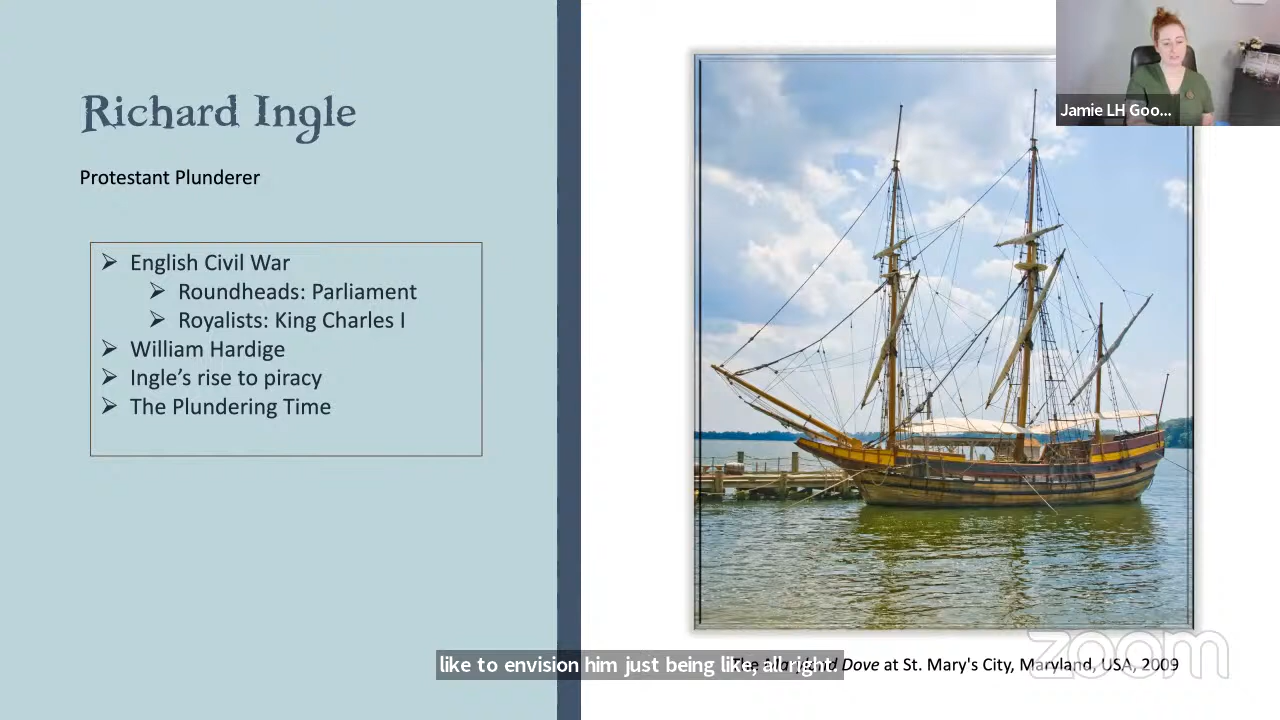 Richard Ingle
Protestant Plunderer
➢ English Civil War
➢ Roundheads: Parliament
➢ Royalists: King Charles I
➢ William Hardige
➢ Ingle’s rise to piracy
➢ The Plundering Time
Jamie LH Goo...
like to envision him just being like, all right.
Dove at St. Mary's City, Maryland, USA, 2009
zoom